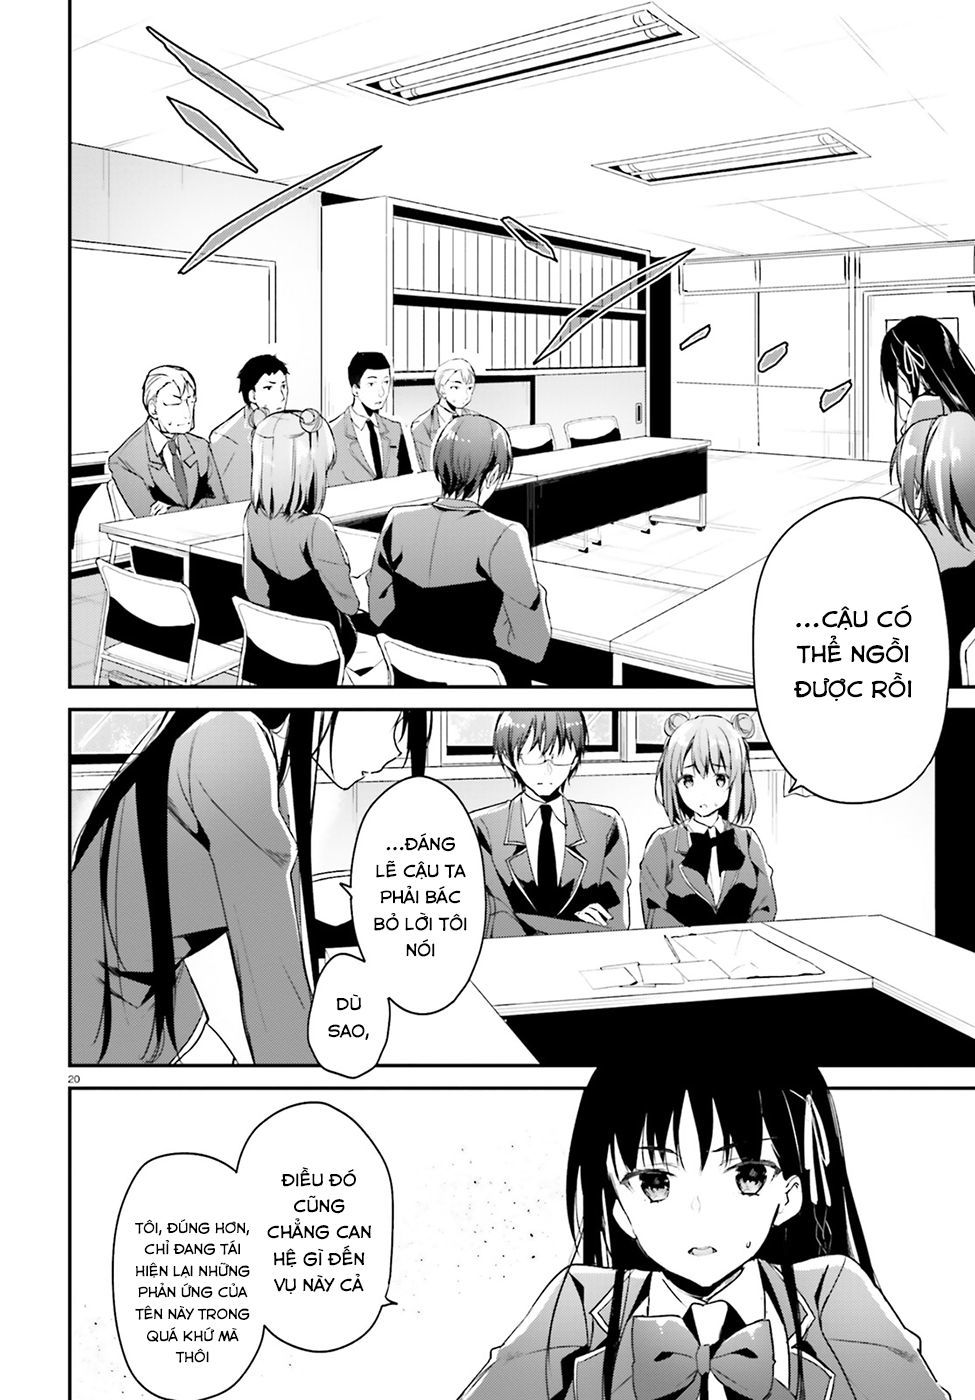 ...CẬU CÓ
THỂ NGỒI
ĐƯỢC RỒI
...ĐÁNG
LẼ CẬU TA
PHẢI BÁC
BỎ LỜI TÔI
NÓI
DÙ
SAO,
20
ĐIỀU ĐÓ
CŨNG
CHẲNG CAN
HỆ GÌ ĐẾN
VỤ NÀY CẢ
TÔI, ĐÚNG HƠN,
CHỈ ĐANG TÁI
HIỆN LẠI NHỮNG
PHẢN ỨNG CỦA
TÊN NÀY TRONG
QUÁ KHỨ MÀ
THÔI